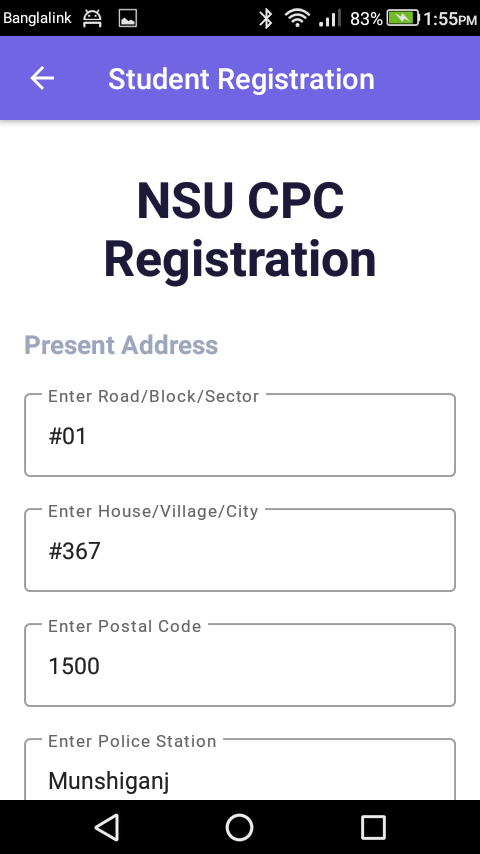 Banglalink 83% 1:55PM
Student Registration
NSU CPC
Registration
Present Address
Enter Road/Block/Sector
#01
Enter House/Village/City
#367
Enter Postal Code
1500
Enter Police Station
Munshiganj